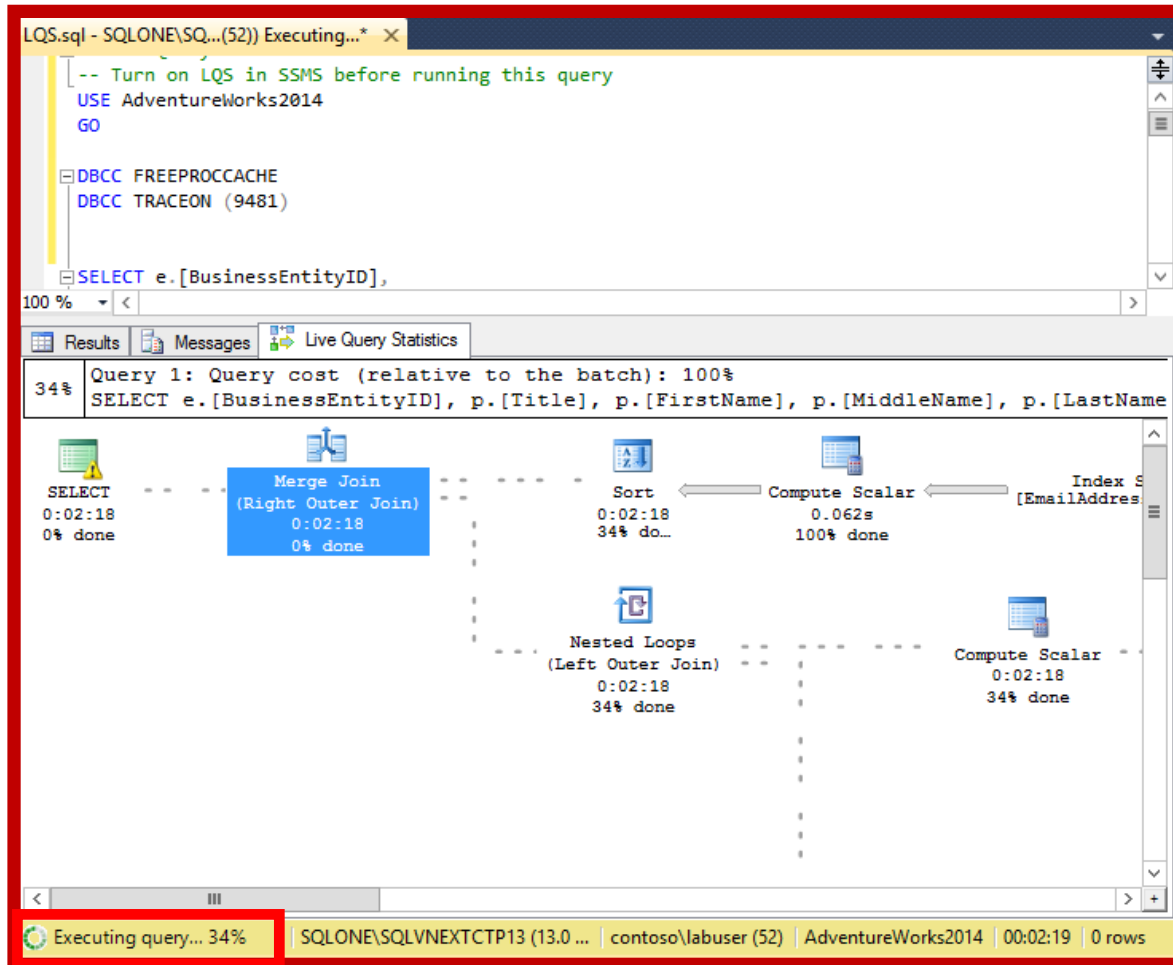 LQS.sql - SQLONE\SQ...(52)) Executing...*
-- Turn on LQS in SSMS before running this query
USE AdventureWorks2014
GO
DBCC FREEPROCCACHE
DBCC TRACEON (9481)
SELECT e.[BusinessEntityID],
100 %
Results Messages Live Query Statistics
34%
Query 1: Query cost (relative to the batch): 100%
SELECT e.[BusinessEntityID], p.[Title], p.[FirstName], p.[MiddleName], p.[LastName
SELECT
0:02:18
0% done
Merge Join
(Right Outer Join)
0:02:18
0% done
Sort
0:02:18
34% do...
Compute Scalar
0.062s
100% done
Index S
[EmailAddres
Nested Loops
(Left Outer Join)
0:02:18
34% done
Compute Scalar
0:02:18
34% done
Executing query... 34% SQLONE\SQLVNEXTCTP13 (13.0 ... contoso\labuser (52) AdventureWorks2014 00:02:19 0 rows